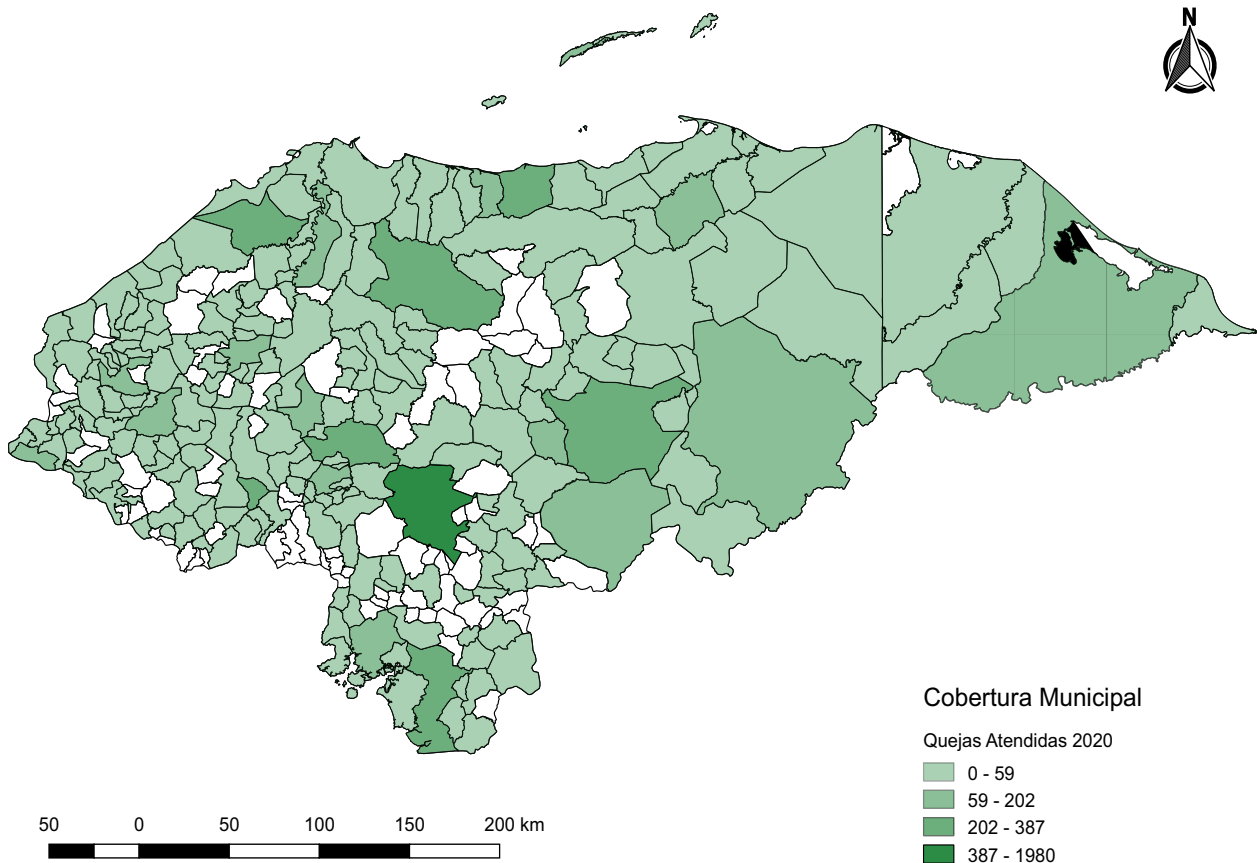 N
Cobertura Municipal
Quejas Atendidas 2020
0 - 59
59 - 202
202 - 387
387 - 1980
50 0 50 100 150 200 km